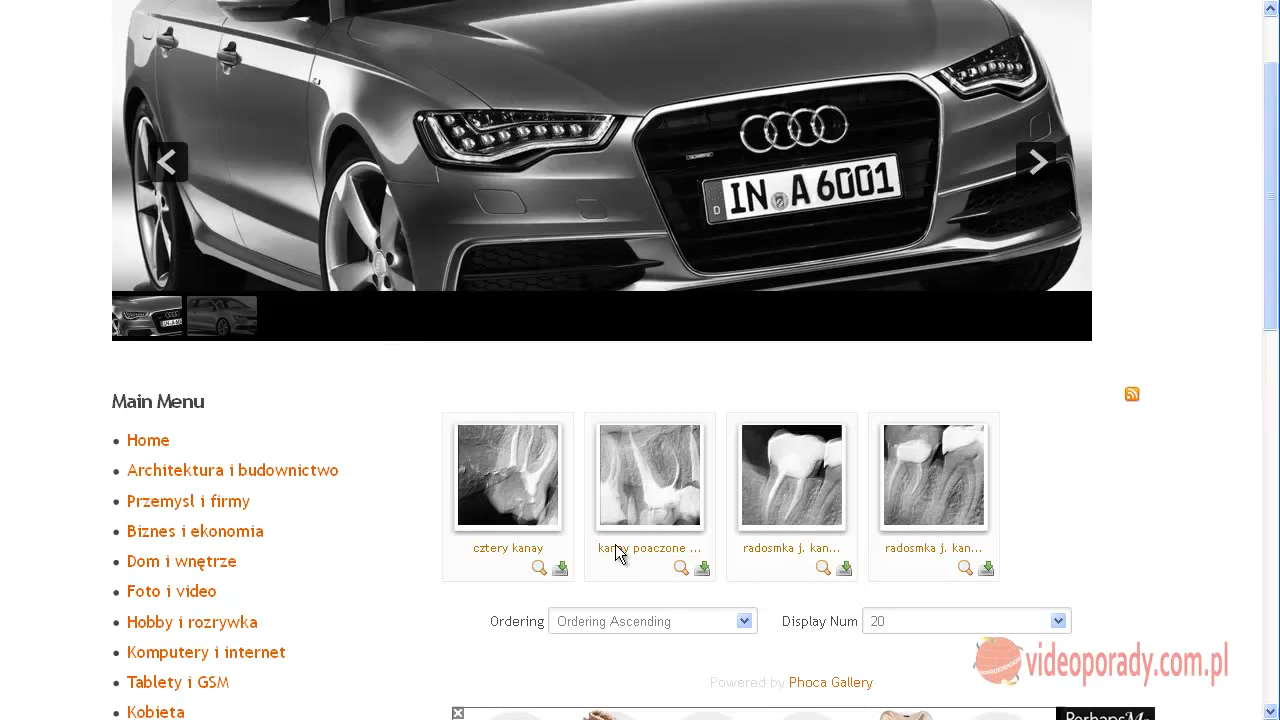 IN A 6001
D
Main Menu
Home
Architektura i budownictwo
Przemysl i firmy
Biznes i ekonomia
Dom i wnętrze
Foto i video
Hobby i rozrywka
Komputery i internet
Tablety i GSM
Kobieta
cztery kanay
kanay poaczone ...
radosmka j. kan...
radosmka j. kan...
Ordering Ordering Ascending Display Num 20
videoporady.com.pl
Powered by Phoca Gallery